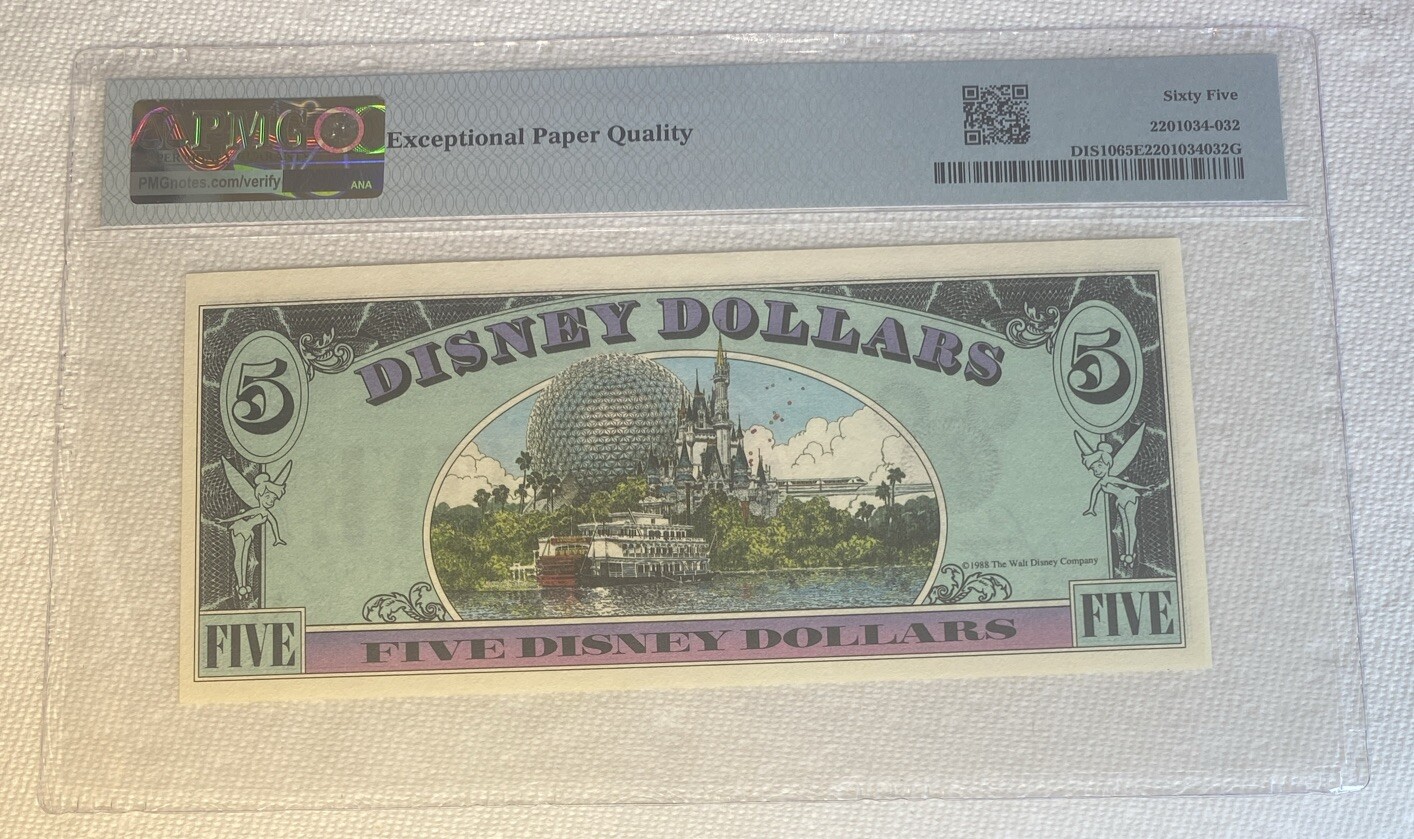 PMG
PMGnotes.com/verify
ANA
Exceptional Paper Quality
Sixty Five
2201034-032
DIS1065E2201034032G
DISNEY DOLLARS
5
5
©1988 The Walt Disney Company
FIVE
FIVE DISNEY DOLLARS
FIVE